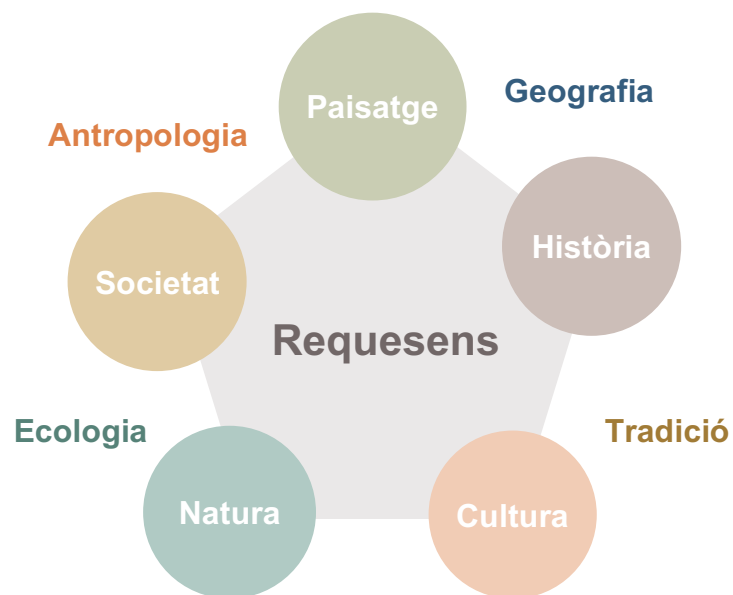 Paisatge
Geografia
Antropologia
Història
Societat
Requesens
Ecologia
Tradició
Natura
Cultura